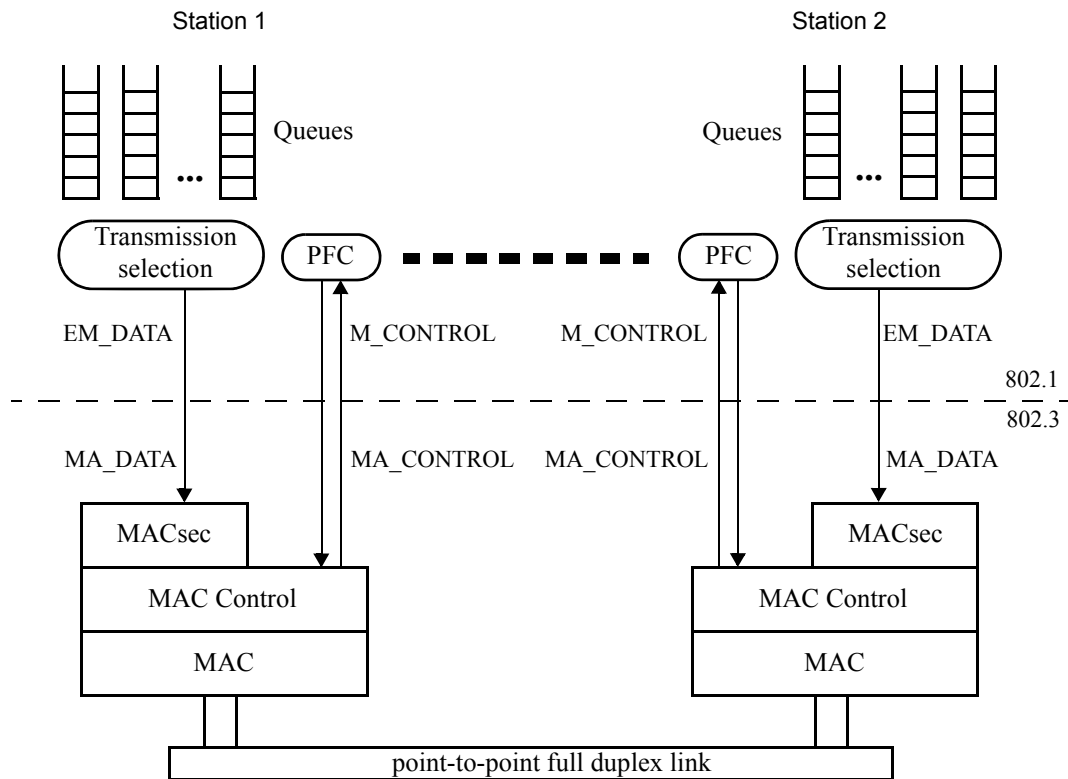 Station 1
Station 2
Queues
Queues
...
...
Transmission
selection
PFC
PFC
Transmission
selection
EM_DATA
M_CONTROL
M_CONTROL
EM_DATA
802.1
802.3
MA_DATA
MA_CONTROL
MA_CONTROL
MA_DATA
MACsec
MACsec
MAC Control
MAC Control
MAC
MAC
point-to-point full duplex link